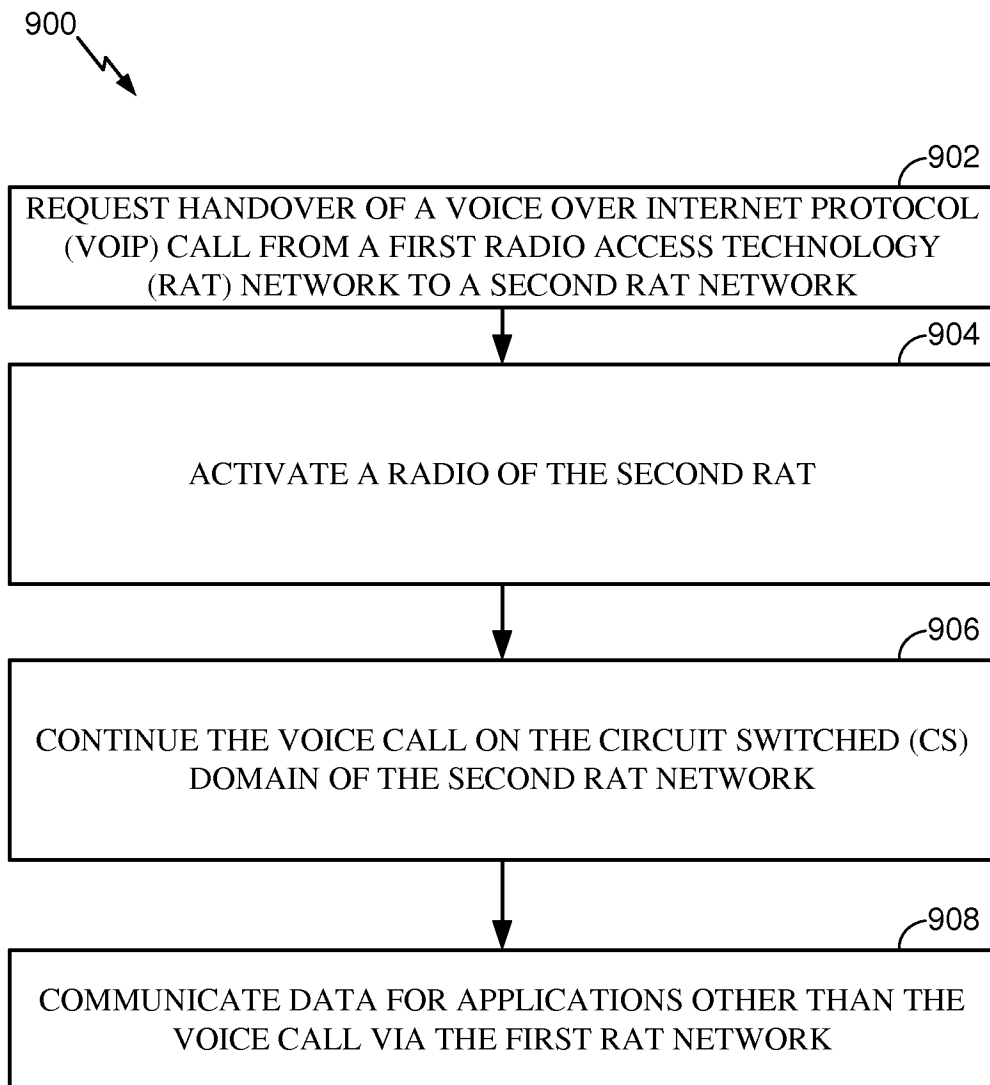 900
902
REQUEST HANDOVER OF A VOICE OVER INTERNET PROTOCOL
(VOIP) CALL FROM A FIRST RADIO ACCESS TECHNOLOGY
(RAT) NETWORK TO A SECOND RAT NETWORK
904
ACTIVATE A RADIO OF THE SECOND RAT
906
CONTINUE THE VOICE CALL ON THE CIRCUIT SWITCHED (CS)
DOMAIN OF THE SECOND RAT NETWORK
908
COMMUNICATE DATA FOR APPLICATIONS OTHER THAN THE
VOICE CALL VIA THE FIRST RAT NETWORK